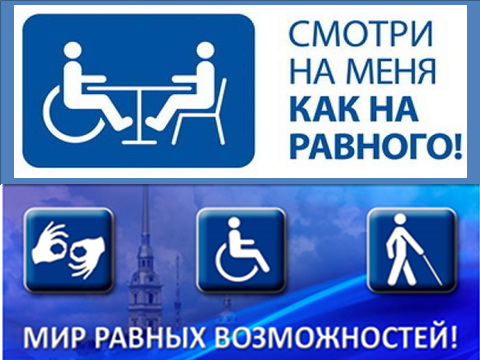 СМОТРИ
НА МЕНЯ
КАК НА
РАВНОГО!
МИР РАВНЫХ ВОЗМОЖНОСТЕЙ!